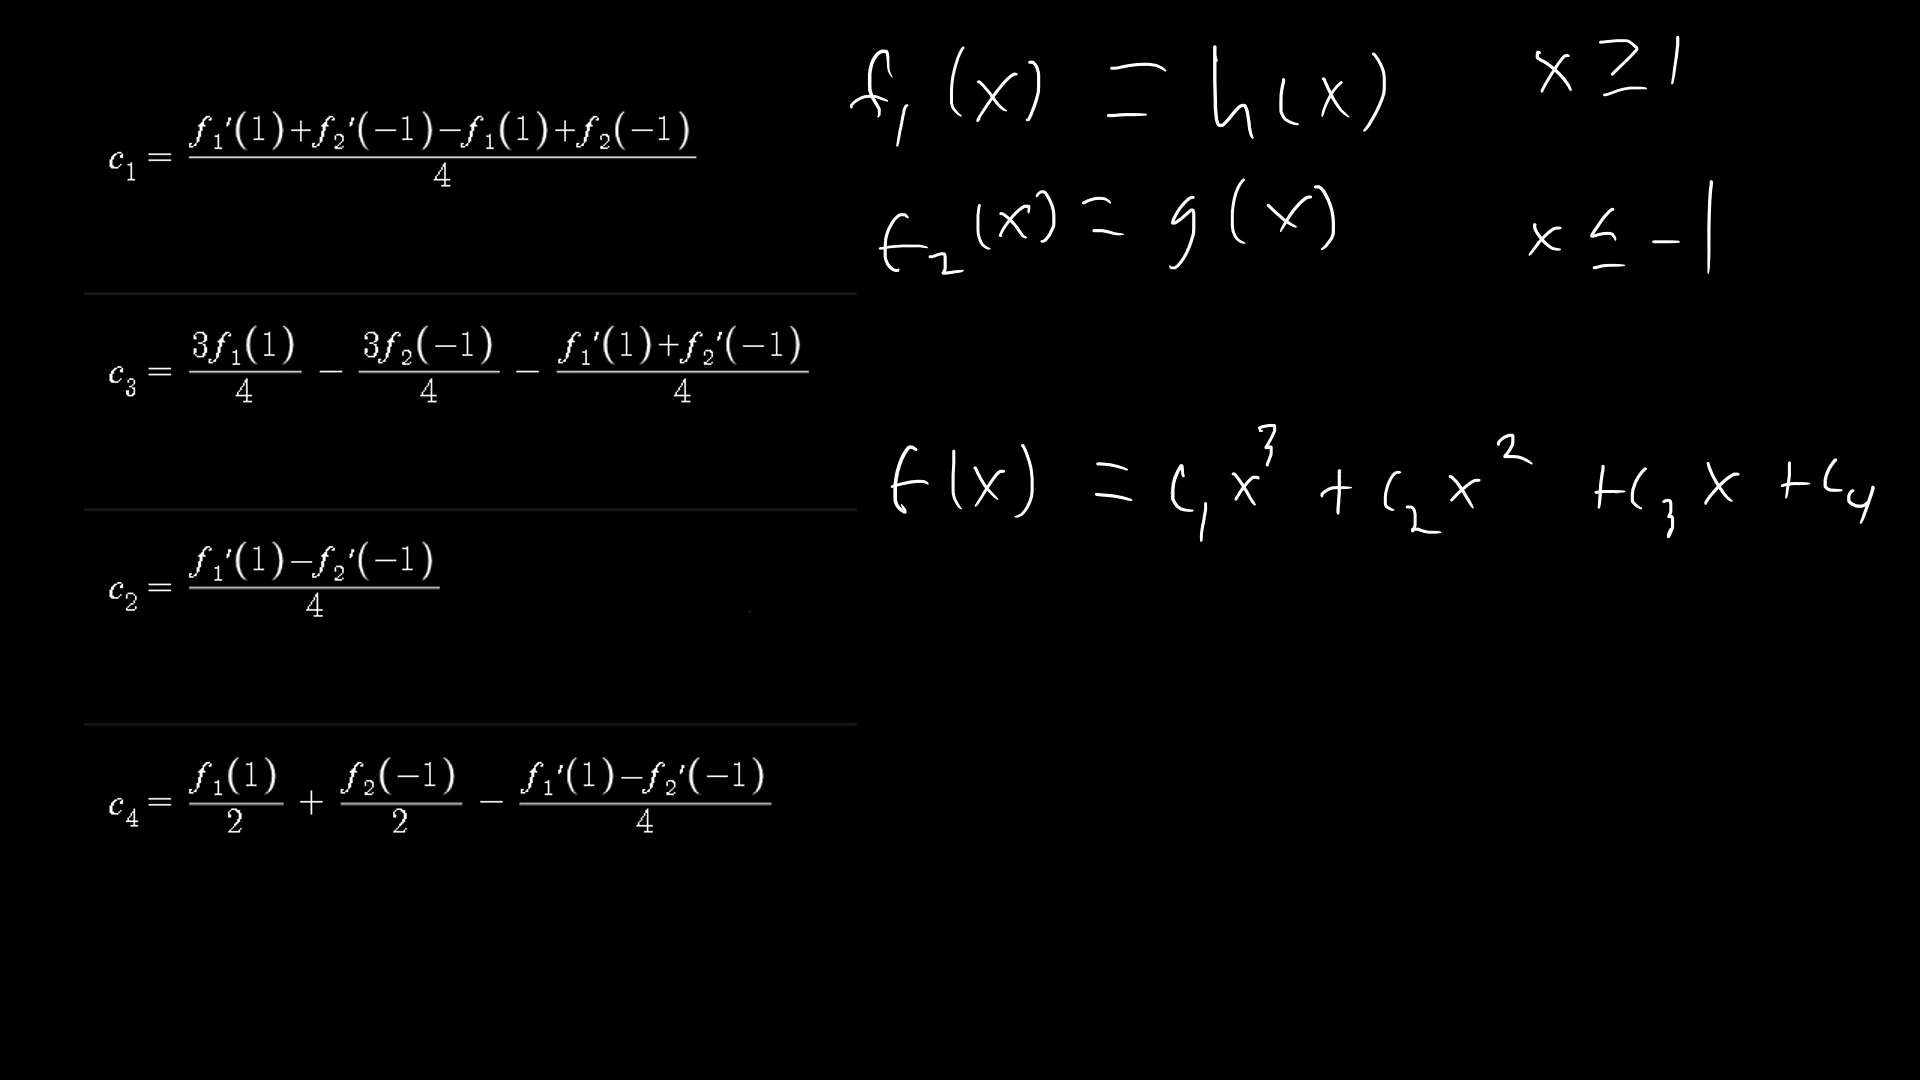 c₁ = (f₁'(1)+f₂'(−1)−f₁(1)+f₂(−1))/4
c₃ = 3f₁(1)/4 − 3f₂(−1)/4 − (f₁'(1)+f₂'(−1))/4
c₂ = (f₁'(1)−f₂'(−1))/4
c₄ = f₁(1)/2 + f₂(−1)/2 − (f₁'(1)−f₂'(−1))/4
f₁(x) = h(x) x ≥ 1
f₂(x) = g(x) x ≤ −1
f(x) = c₁x³ + c₂x² + c₃x + c₄